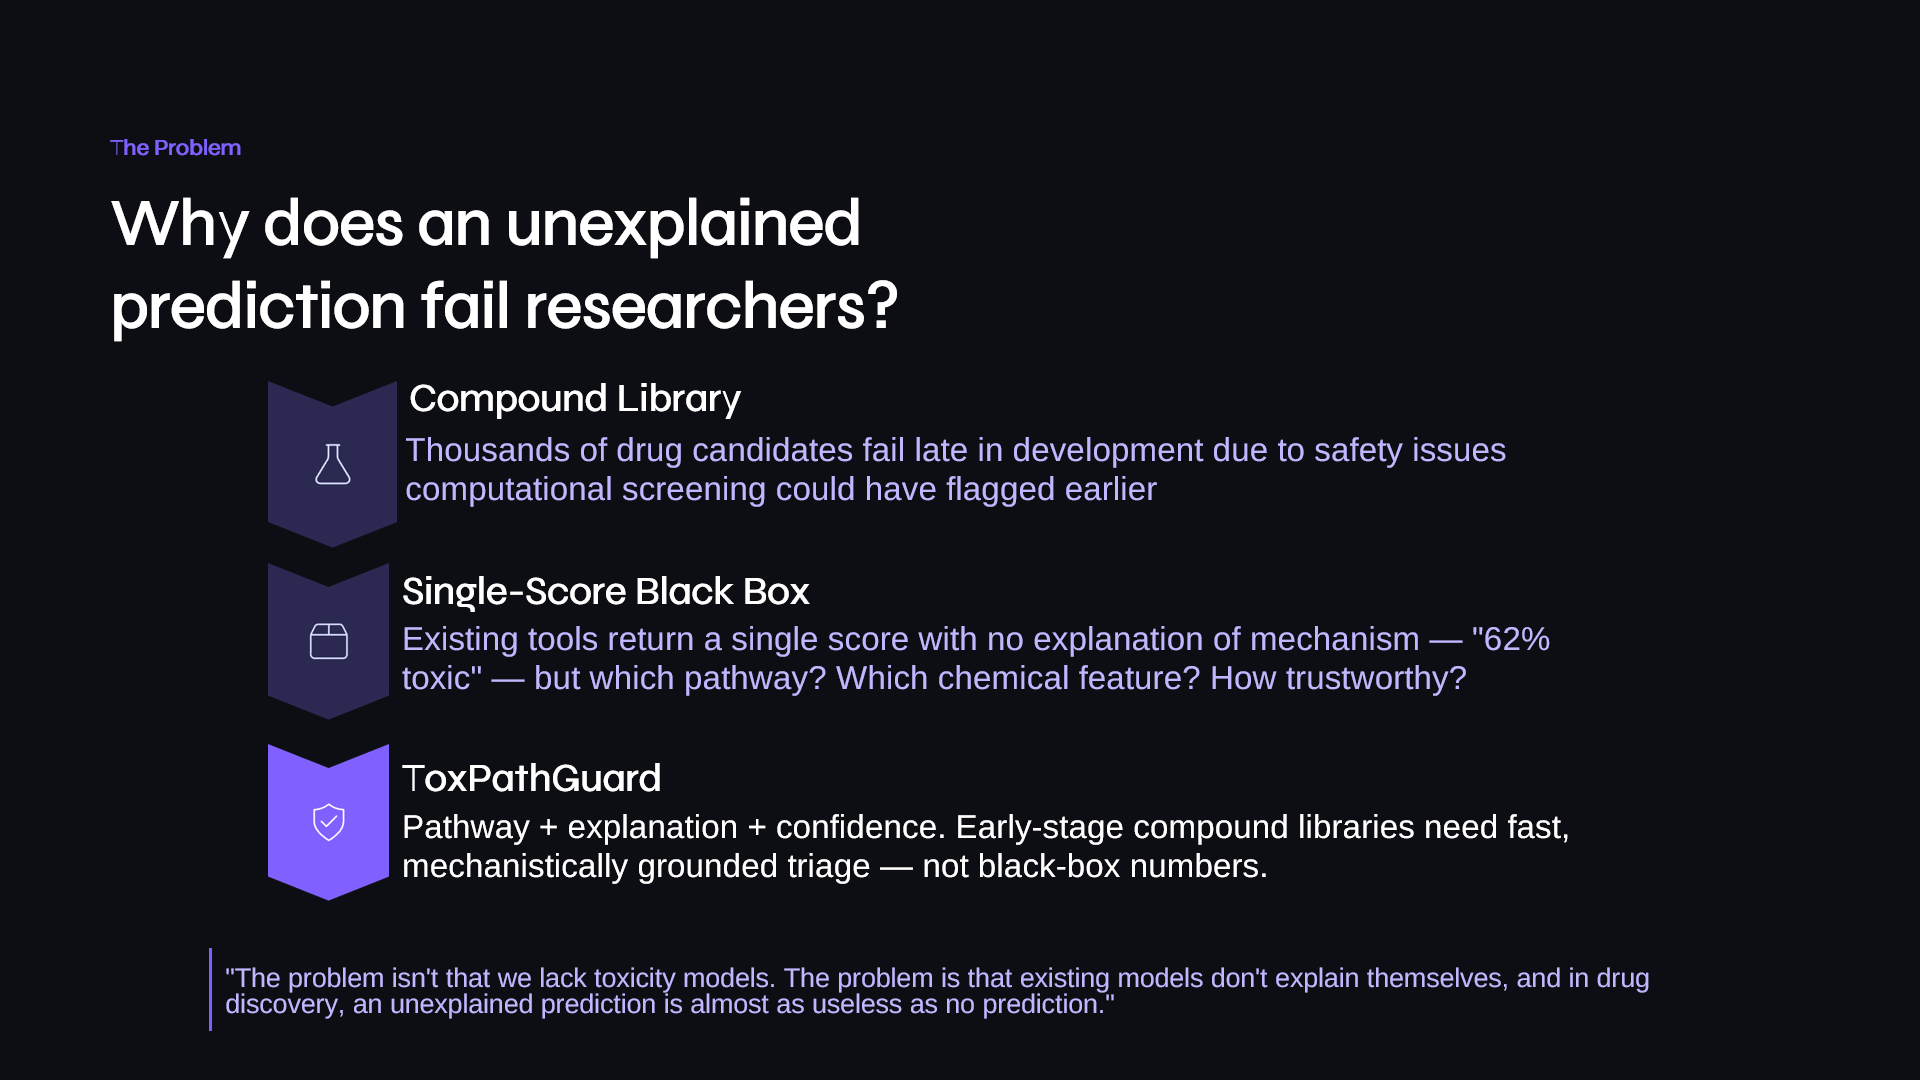 The Problem
Why does an unexplained
prediction fail researchers?
Compound Library
Thousands of drug candidates fail late in development due to safety issues
computational screening could have flagged earlier
Single-Score Black Box
Existing tools return a single score with no explanation of mechanism — "62%
toxic" — but which pathway? Which chemical feature? How trustworthy?
ToxPathGuard
Pathway + explanation + confidence. Early-stage compound libraries need fast,
mechanistically grounded triage — not black-box numbers.
"The problem isn't that we lack toxicity models. The problem is that existing models don't explain themselves, and in drug
discovery, an unexplained prediction is almost as useless as no prediction."